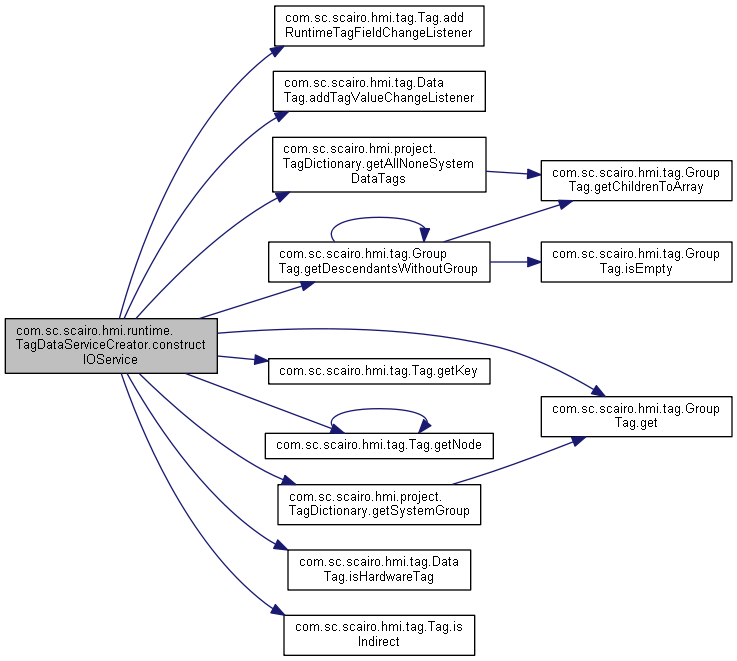 com.sc.scairo.hmi.tag.Tag.add
RuntimeTagFieldChangeListener
com.sc.scairo.hmi.tag.Data
Tag.addTagValueChangeListener
com.sc.scairo.hmi.project.
TagDictionary.getAllNoneSystem
DataTags
com.sc.scairo.hmi.tag.Group
Tag.getChildrenToArray
com.sc.scairo.hmi.tag.Group
Tag.getDescendantsWithoutGroup
com.sc.scairo.hmi.tag.Group
Tag.isEmpty
com.sc.scairo.hmi.runtime.
TagDataServiceCreator.construct
IOService
com.sc.scairo.hmi.tag.Tag.getKey
com.sc.scairo.hmi.tag.Group
Tag.get
com.sc.scairo.hmi.tag.Tag.getNode
com.sc.scairo.hmi.project.
TagDictionary.getSystemGroup
com.sc.scairo.hmi.tag.Data
Tag.isHardwareTag
com.sc.scairo.hmi.tag.Tag.is
Indirect